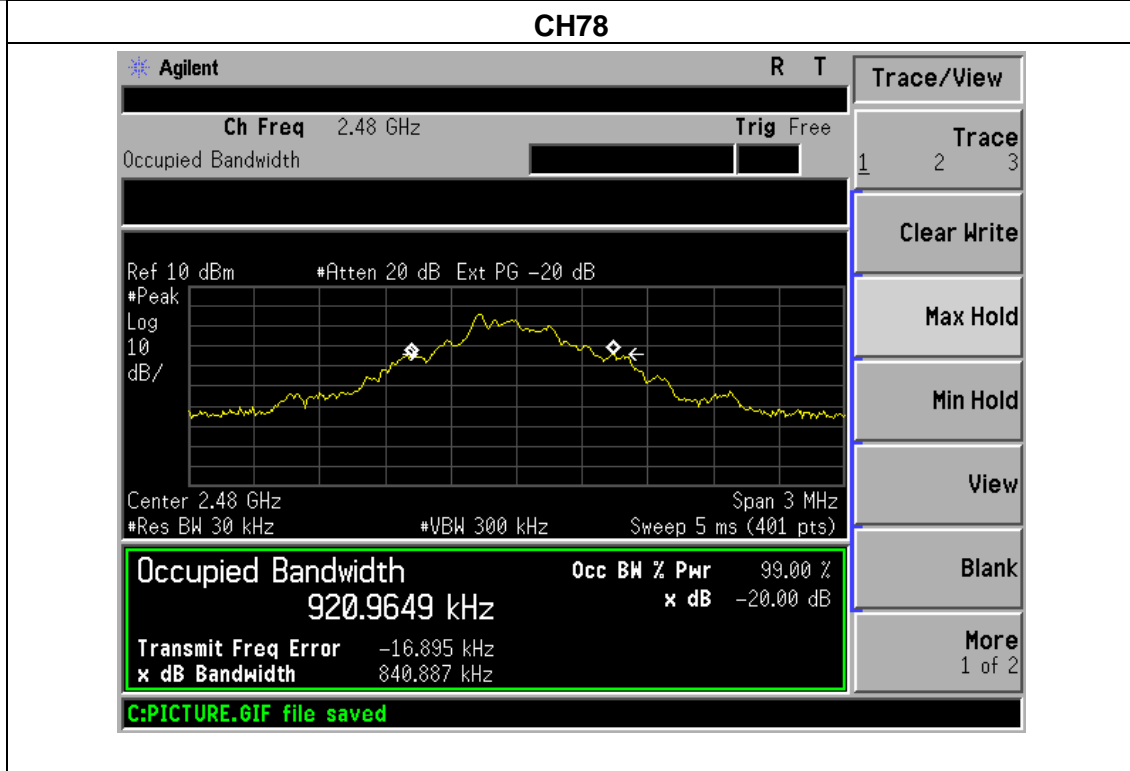 CH78
Agilent
R T
Trace/View
Ch Freq 2.48 GHz
Trig Free
Occupied Bandwidth
Trace
1 2 3
Clear Write
Ref 10 dBm #Atten 20 dB Ext PG -20 dB
#Peak
Log
10
dB/
Max Hold
Min Hold
View
Center 2.48 GHz
Span 3 MHz
#Res BW 30 kHz
#VBW 300 kHz
Sweep 5 ms (401 pts)
Occupied Bandwidth
920.9649 kHz
Occ BW % Pwr 99.00 %
x dB -20.00 dB
Blank
Transmit Freq Error -16.895 kHz
x dB Bandwidth 840.887 kHz
More
1 of 2
C:PICTURE.GIF file saved